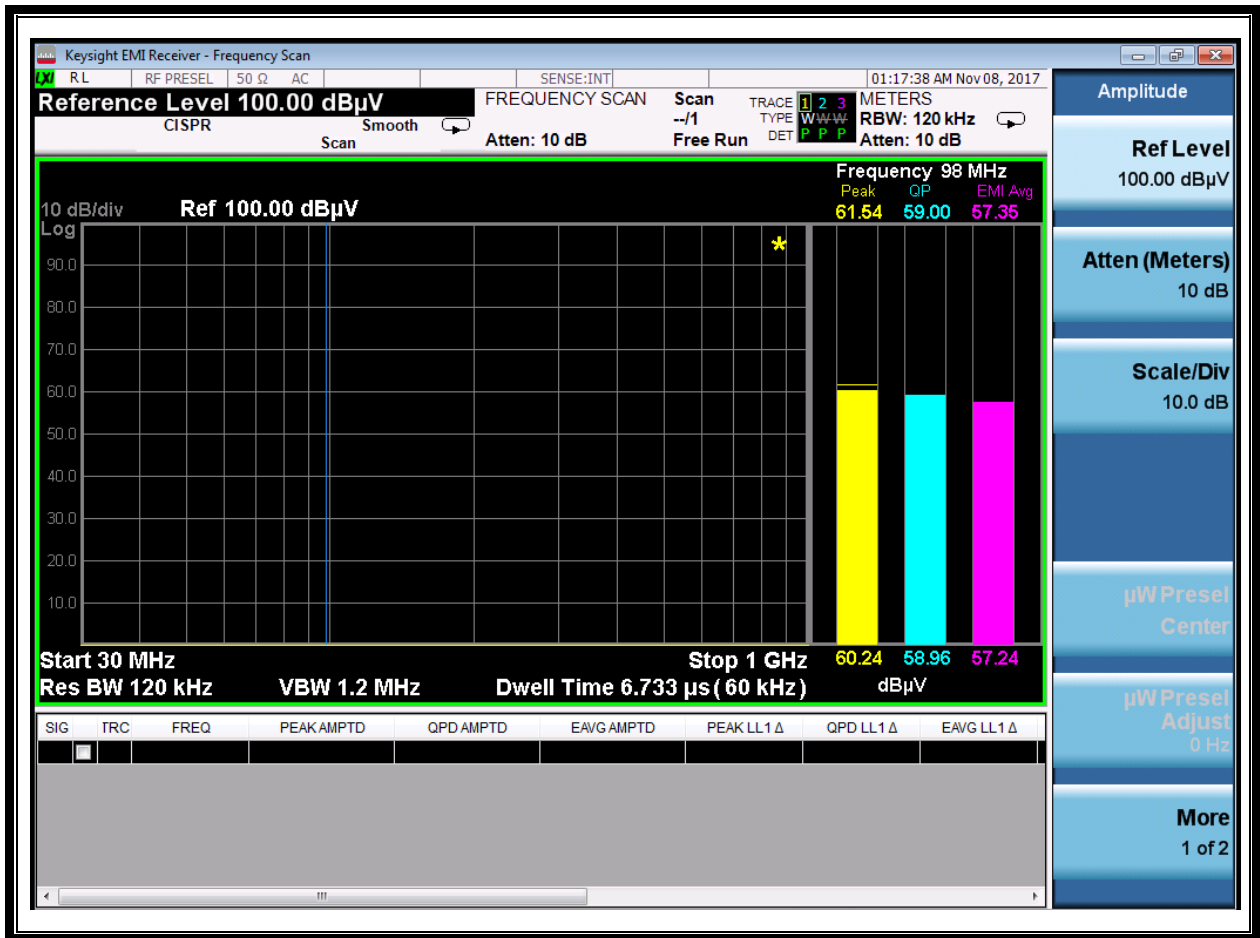 Keysight EMI Receiver - Frequency Scan
LXI RL RF PRESEL 50 Ω AC SENSE:INT 01:17:38 AM Nov 08, 2017
Reference Level 100.00 dBµV
CISPR Smooth
Scan
FREQUENCY SCAN
Atten: 10 dB
Scan
--/1
Free Run
TRACE 1 2 3
TYPE W W W
DET P P P
METERS
RBW: 120 kHz
Atten: 10 dB
Frequency 98 MHz
Peak QP EMI Avg
61.54 59.00 57.35
10 dB/div Ref 100.00 dBµV
Log
*
90.0
80.0
70.0
60.0
50.0
40.0
30.0
20.0
10.0
Start 30 MHz Stop 1 GHz
60.24 58.96 57.24
Res BW 120 kHz VBW 1.2 MHz Dwell Time 6.733 µs (60 kHz)
dBµV
SIG TRC FREQ PEAK AMPTD QPD AMPTD EAVG AMPTD PEAK LL1 Δ QPD LL1 Δ EAVG LL1 Δ
Amplitude
Ref Level
100.00 dBµV
Atten (Meters)
10 dB
Scale/Div
10.0 dB
µW Presel
Center
µW Presel
Adjust
0 Hz
More
1 of 2